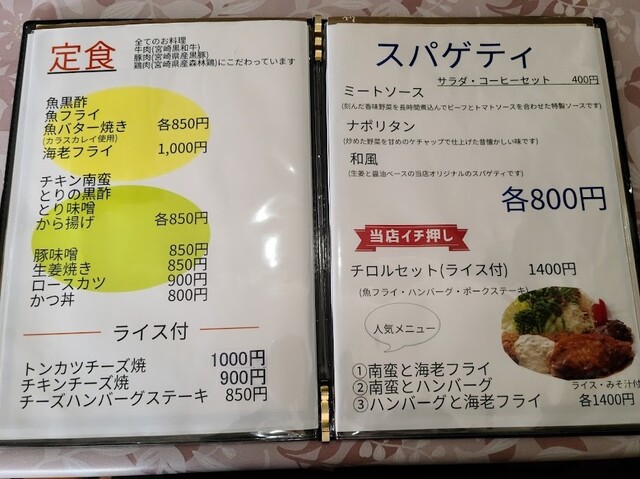 定食
全てのお料理
牛肉(宮崎黒和牛)
豚肉(宮崎県産黒豚)
鶏肉(宮崎県産森林鶏)にこだわっています
魚黒酢
魚フライ
魚バター焼き 各850円
(カラスカレイ使用)
海老フライ 1,000円
チキン南蛮
とりの黒酢
とり味噌
から揚げ 各850円
豚味噌 850円
生姜焼き 850円
ロースカツ 900円
かつ丼 800円
ライス付
トンカツチーズ焼 1000円
チキンチーズ焼 900円
チーズハンバーグステーキ 850円
スパゲティ
サラダ・コーヒーセット 400円
ミートソース
(刻んだ香味野菜を長時間煮込んでビーフとトマトソースを合わせた特製ソースです)
ナポリタン
(炒めた野菜を甘めのケチャップで仕上げた昔懐かしい味です)
和風
(生姜と醤油ベースの当店オリジナルのスパゲティです)
各800円
当店イチ押し
チロルセット(ライス付) 1400円
(魚フライ・ハンバーグ・ポークステーキ)
人気メニュー
①南蛮と海老フライ
②南蛮とハンバーグ
③ハンバーグと海老フライ
ライス・みそ汁付
各1400円